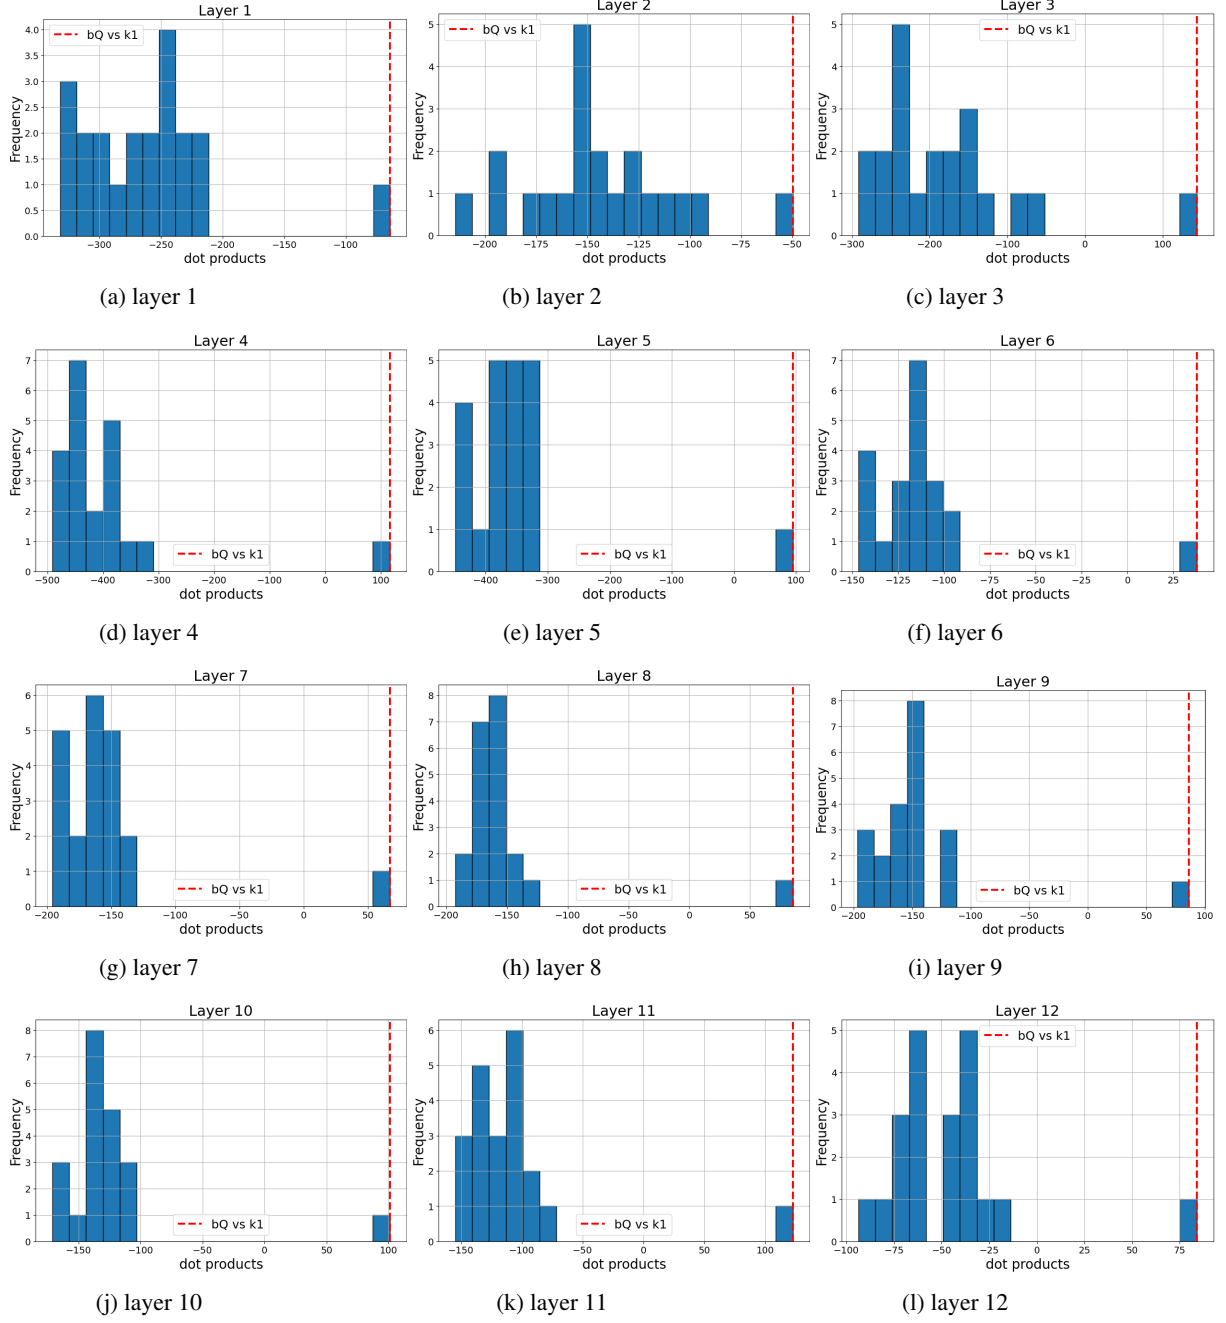 Layer 1
bQ vs k1
Frequency
4.0
3.5
3.0
2.5
2.0
1.5
1.0
0.5
0.0
−300 −250 −200 −150 −100
dot products
(a) layer 1
Layer 2
bQ vs k1
Frequency
5
4
3
2
1
0
−200 −175 −150 −125 −100 −75 −50
dot products
(b) layer 2
Layer 3
bQ vs k1
Frequency
5
4
3
2
1
0
−300 −200 −100 0 100
dot products
(c) layer 3
Layer 4
Frequency
7
6
5
4
3
2
1
0
bQ vs k1
−500 −400 −300 −200 −100 0 100
dot products
(d) layer 4
Layer 5
Frequency
5
4
3
2
1
0
bQ vs k1
−400 −300 −200 −100 0 100
dot products
(e) layer 5
Layer 6
Frequency
7
6
5
4
3
2
1
0
bQ vs k1
−150 −125 −100 −75 −50 −25 0 25
dot products
(f) layer 6
Layer 7
Frequency
6
5
4
3
2
1
0
bQ vs k1
−200 −150 −100 −50 0 50
dot products
(g) layer 7
Layer 8
Frequency
8
7
6
5
4
3
2
1
0
bQ vs k1
−200 −150 −100 −50 0 50
dot products
(h) layer 8
Layer 9
Frequency
8
7
6
5
4
3
2
1
0
bQ vs k1
−200 −150 −100 −50 0 50 100
dot products
(i) layer 9
Layer 10
Frequency
8
7
6
5
4
3
2
1
0
bQ vs k1
−150 −100 −50 0 50 100
dot products
(j) layer 10
Layer 11
Frequency
6
5
4
3
2
1
0
bQ vs k1
−150 −100 −50 0 50 100
dot products
(k) layer 11
Layer 12
bQ vs k1
Frequency
5
4
3
2
1
0
−100 −75 −50 −25 0 25 50 75
dot products
(l) layer 12